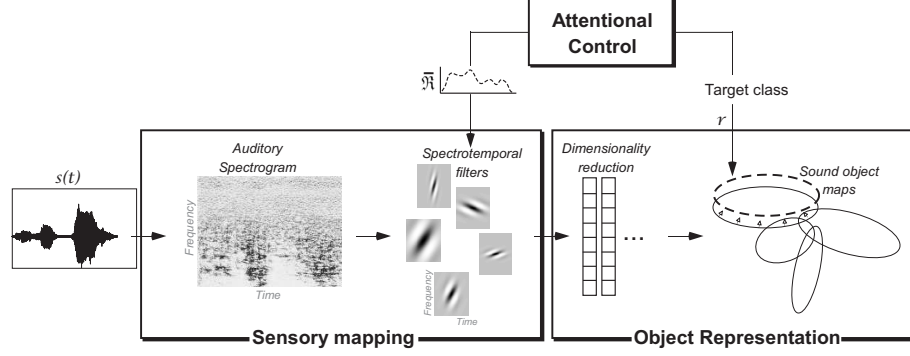 Attentional
Control
ℜ̄
Target class
r
s(t)
Auditory
Spectrogram
Frequency
Time
Spectrotemporal
filters
Frequency
Time
Dimensionality
reduction
...
Sound object
maps
Sensory mapping
Object Representation